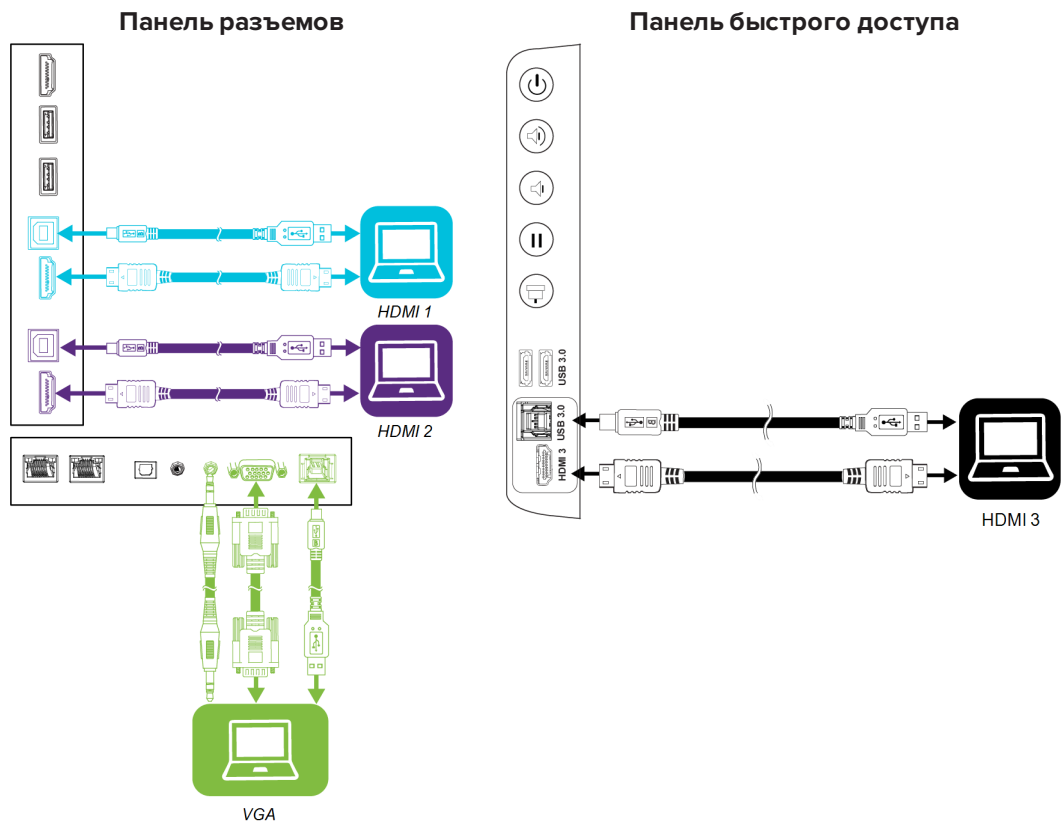 Панель разъемов
Панель быстрого доступа
HDMI 1
HDMI 2
VGA
USB 3.0
USB 3.0
HDMI 3
HDMI 3